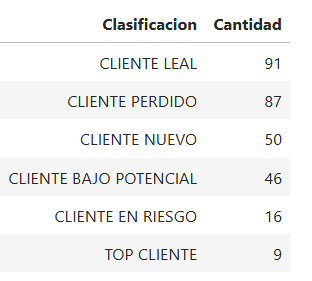 Clasificacion Cantidad
CLIENTE LEAL 91
CLIENTE PERDIDO 87
CLIENTE NUEVO 50
CLIENTE BAJO POTENCIAL 46
CLIENTE EN RIESGO 16
TOP CLIENTE 9